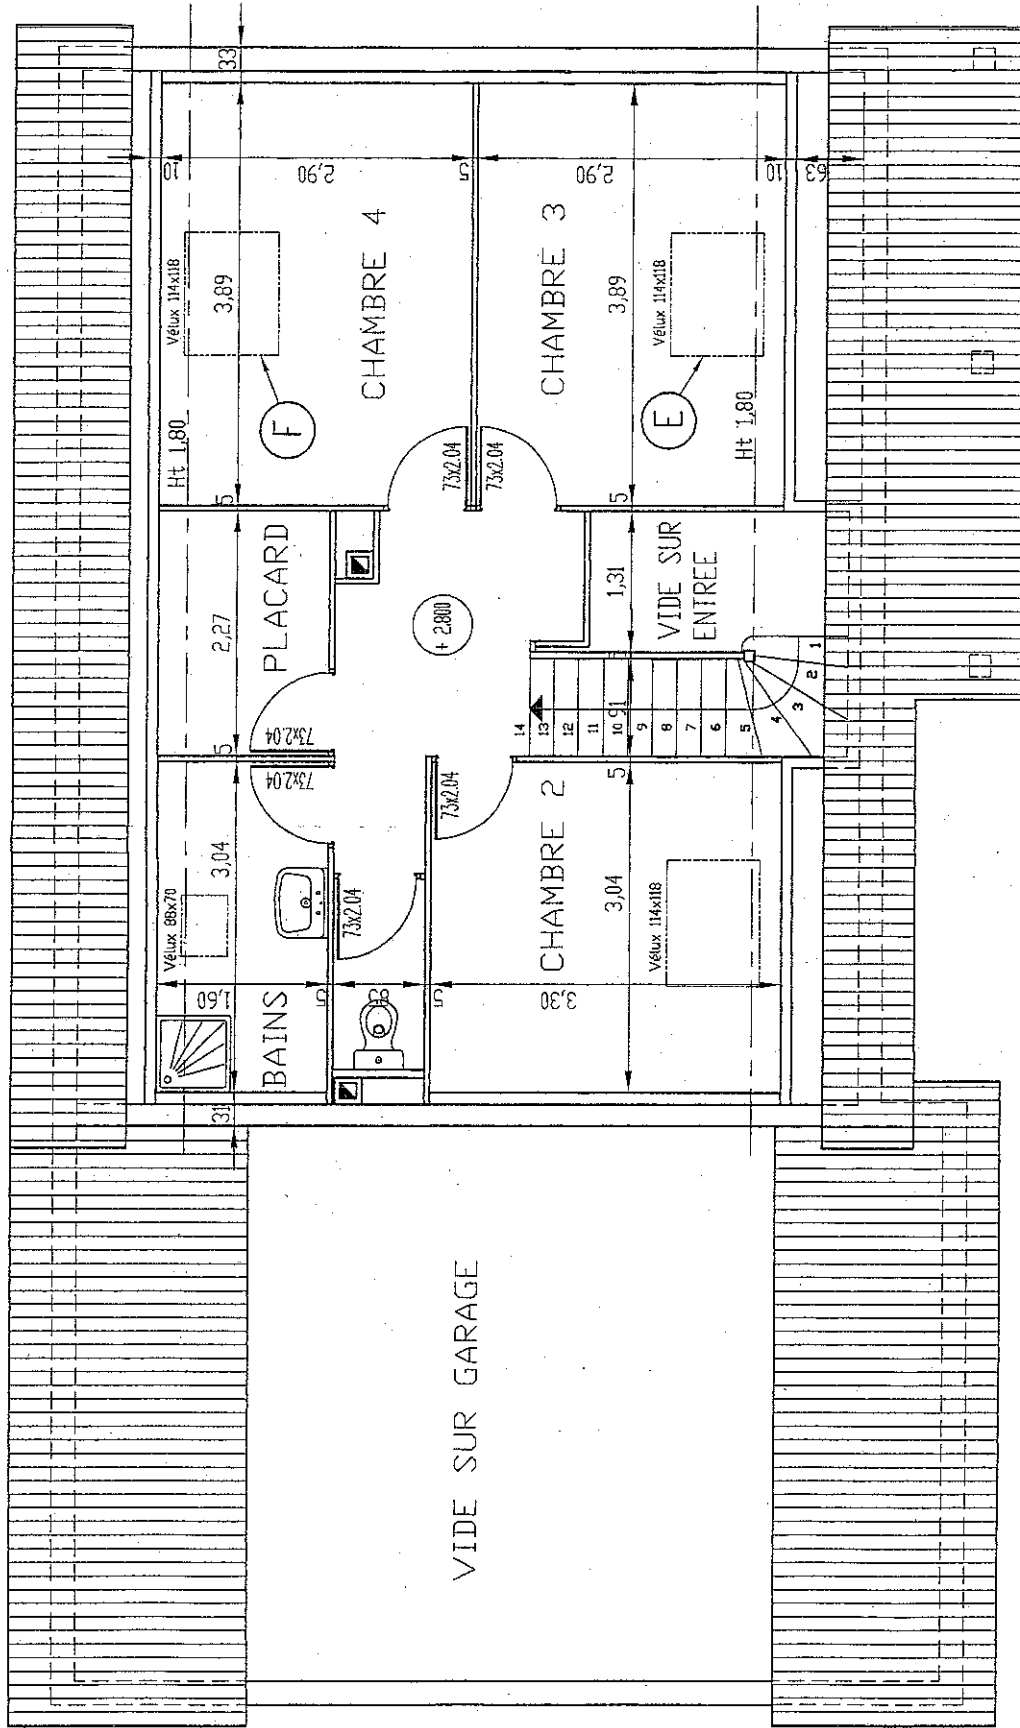 33
10
2,90
5
2,90
10
63
Vélux 114x118
3,89
CHAMBRE 4
F
Ht 1,80
73x2.04
CHAMBRE 3
3,89
Vélux 114x118
E
Ht 1,80
73x2.04
5
5
PLACARD
2,27
73x2.04
5
+ 2.800
1,31
VIDE SUR
ENTREE
91
14
13
12
11
10
9
8
7
6
5
4
3
2
1
73x2.04
Vélux 88x70
3,04
1,60
BAINS
5
73x2.04
83
5
73x2.04
5
CHAMBRE 2
3,04
Vélux 114x118
3,30
31
VIDE SUR GARAGE